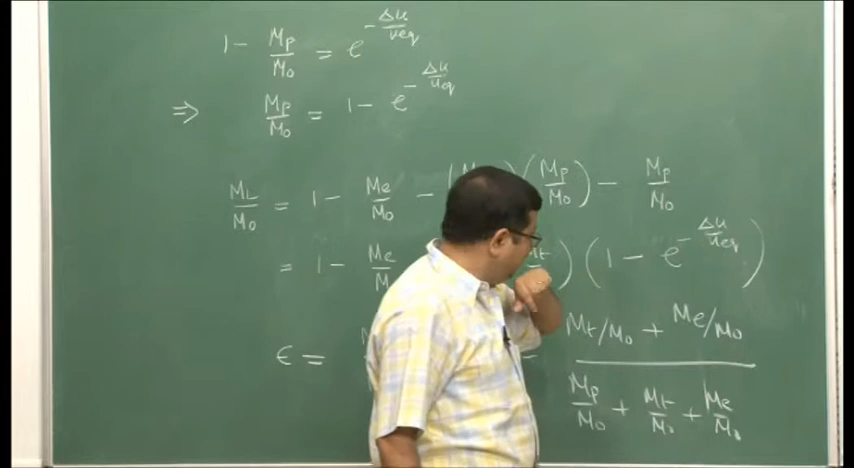 1 - Mp/M0 = e^(-Δu/ueq)
⇒ Mp/M0 = 1 - e^(-Δu/ueq)
ML/M0 = 1 - Me/M0 - (Mp/M0) - Mp/M0
= 1 - Me/M ) (1 - e^(-Δu/ueq))
ϵ = Mt/M0 + Me/M0 / Mp/M0 + Mt/M0 + Me/M0